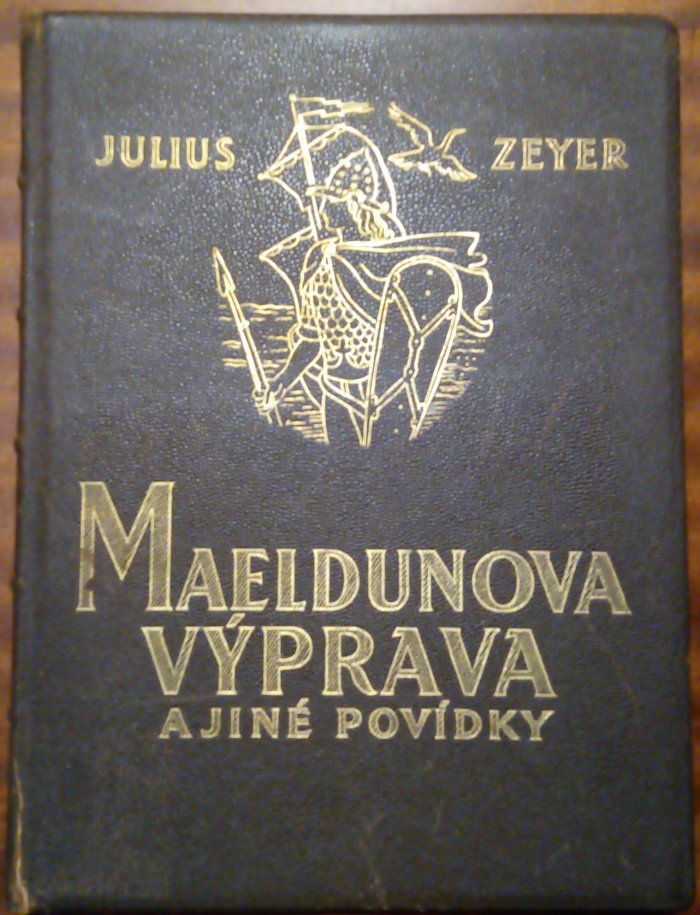 JULIUS ZEYER
MAELDUNOVA
VÝPRAVA
A JINÉ POVÍDKY